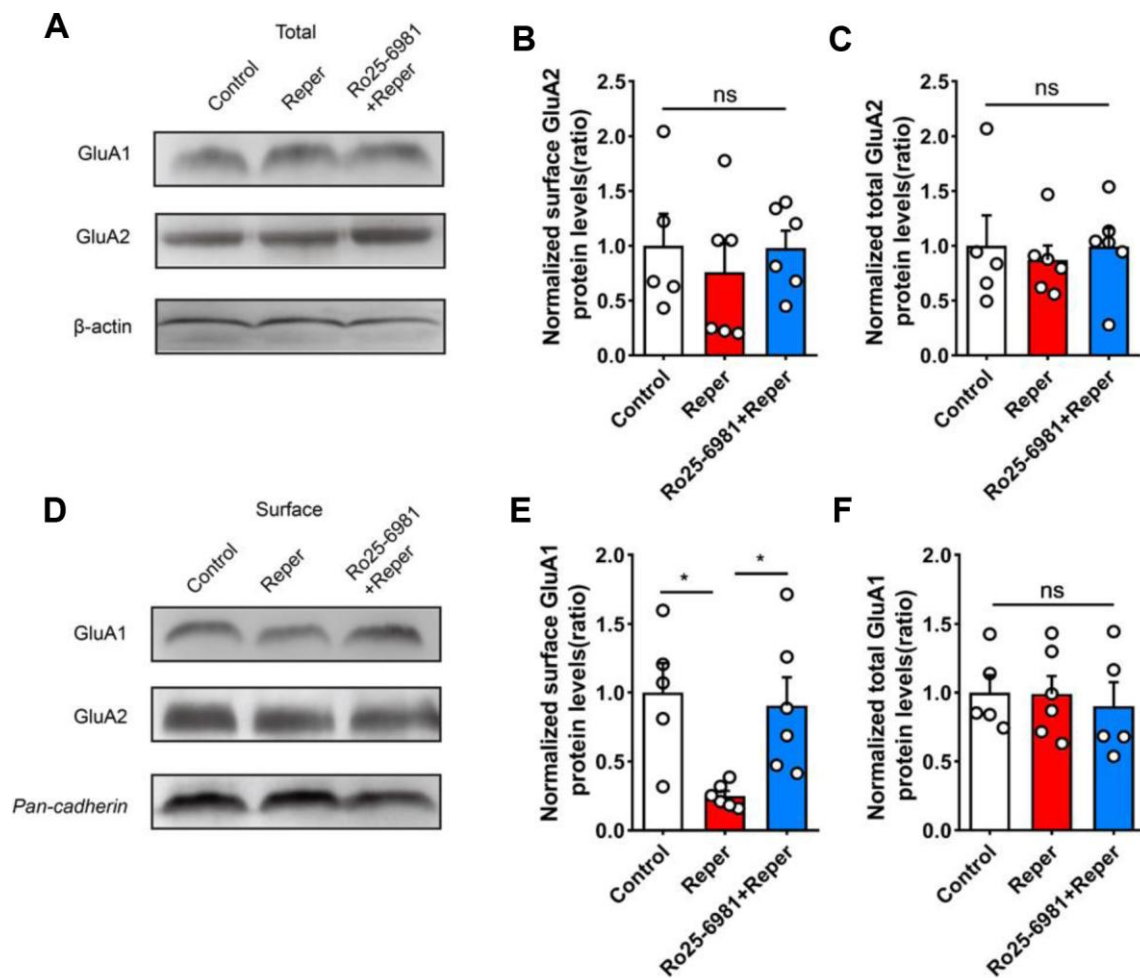 A
Total
Control
Reper
Ro25-6981
+Reper
GluA1
GluA2
β-actin
B
Normalized surface GluA2
protein levels(ratio)
2.5
2.0
1.5
1.0
0.5
0.0
ns
Control
Reper
Ro25-6981+Reper
C
Normalized total GluA2
protein levels(ratio)
2.5
2.0
1.5
1.0
0.5
0.0
ns
Control
Reper
Ro25-6981+Reper
D
Surface
Control
Reper
Ro25-6981
+Reper
GluA1
GluA2
Pan-cadherin
E
Normalized surface GluA1
protein levels(ratio)
2.0
1.5
1.0
0.5
0.0
*
*
Control
Reper
Ro25-6981+Reper
F
Normalized total GluA1
protein levels(ratio)
2.0
1.5
1.0
0.5
0.0
ns
Control
Reper
Ro25-6981+Reper